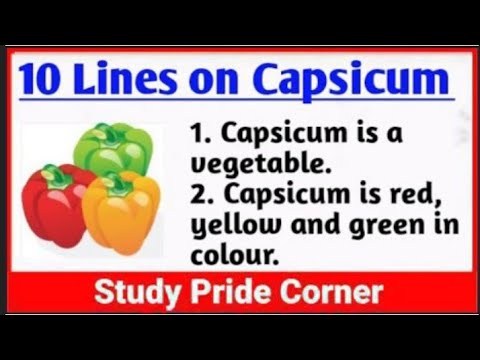 10 Lines on Capsicum
1. Capsicum is a
vegetable.
2. Capsicum is red,
yellow and green in
colour.
Study Pride Corner